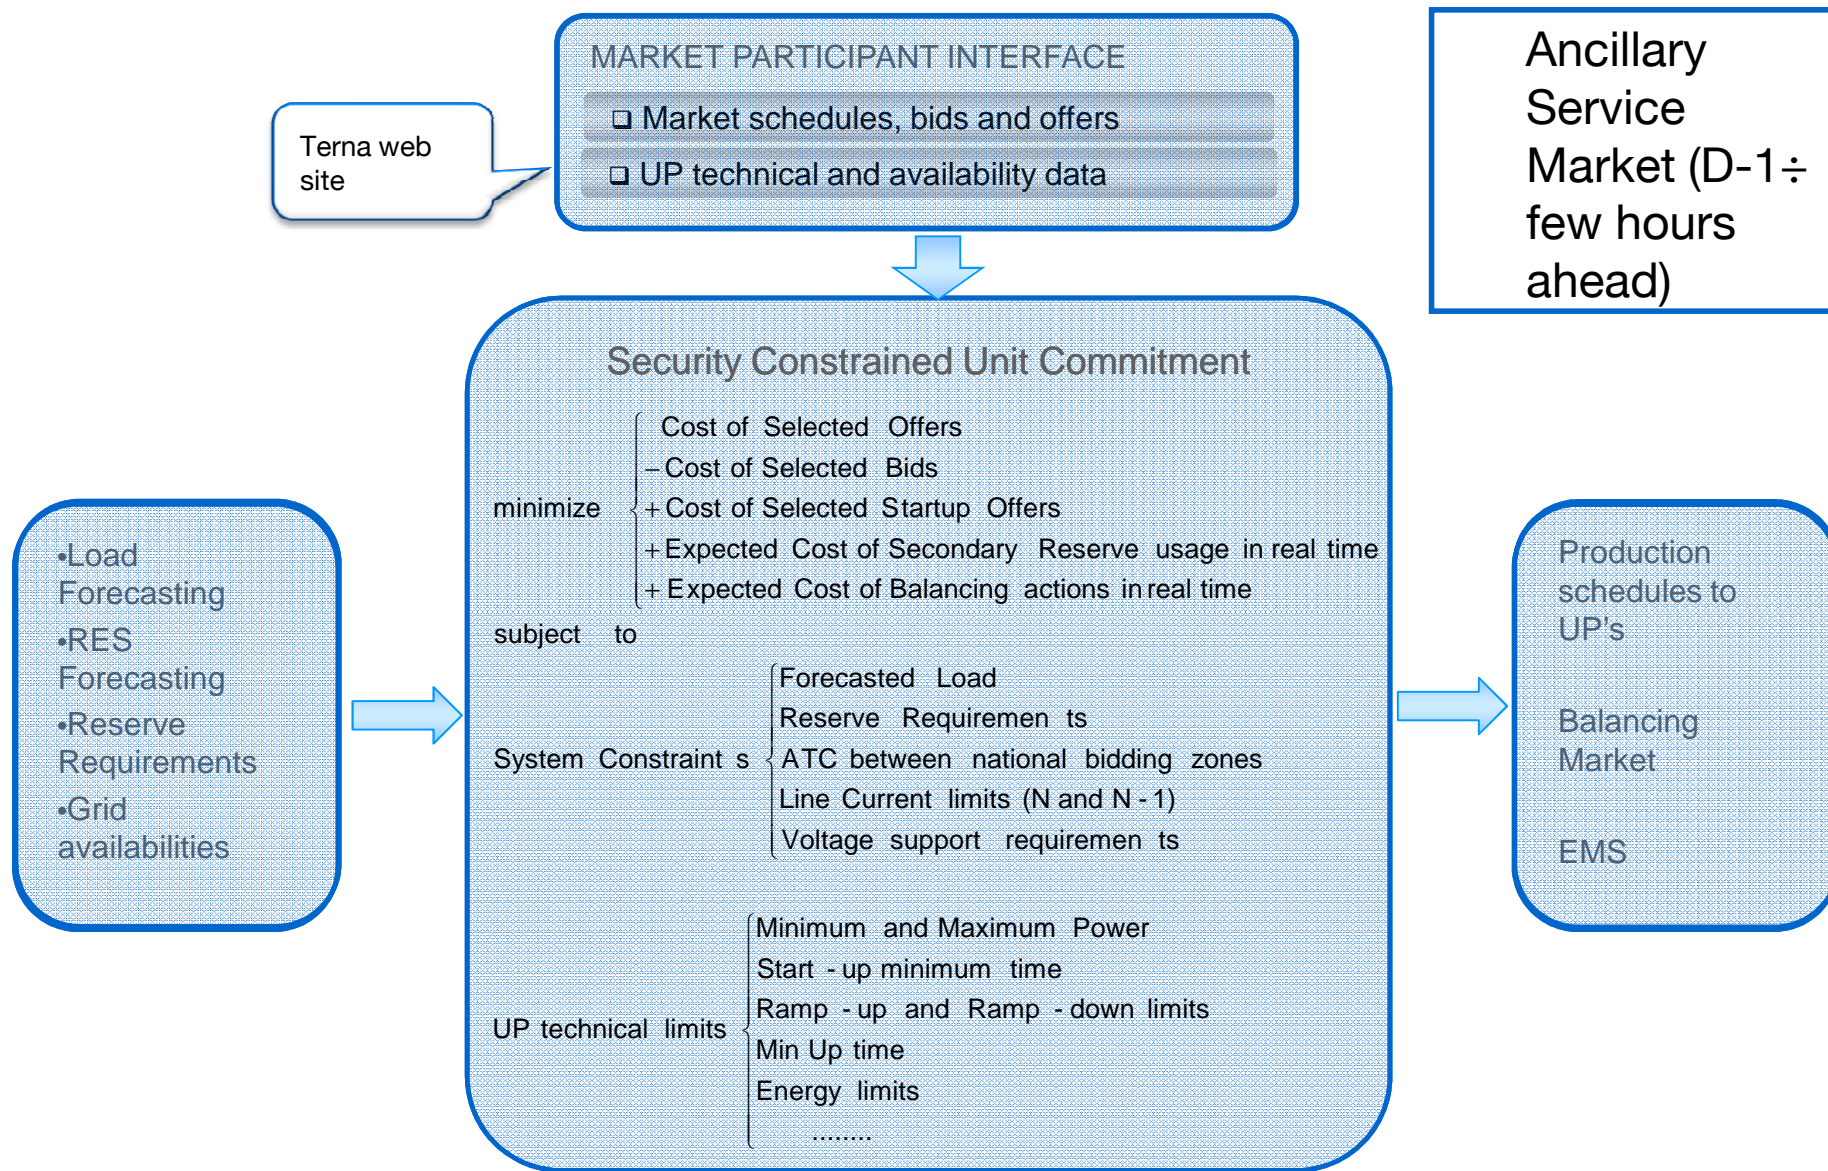 MARKET PARTICIPANT INTERFACE
❑ Market schedules, bids and offers
❑ UP technical and availability data
Terna web
site
Ancillary
Service
Market (D-1÷
few hours
ahead)
Security Constrained Unit Commitment
minimize
Cost of Selected Offers
− Cost of Selected Bids
+ Cost of Selected Startup Offers
+ Expected Cost of Secondary Reserve usage in real time
+ Expected Cost of Balancing actions in real time
subject to
System Constraint s
Forecasted Load
Reserve Requiremen ts
ATC between national bidding zones
Line Current limits (N and N - 1)
Voltage support requiremen ts
UP technical limits
Minimum and Maximum Power
Start - up minimum time
Ramp - up and Ramp - down limits
Min Up time
Energy limits
........
•Load
Forecasting
•RES
Forecasting
•Reserve
Requirements
•Grid
availabilities
Production
schedules to
UP's
Balancing
Market
EMS